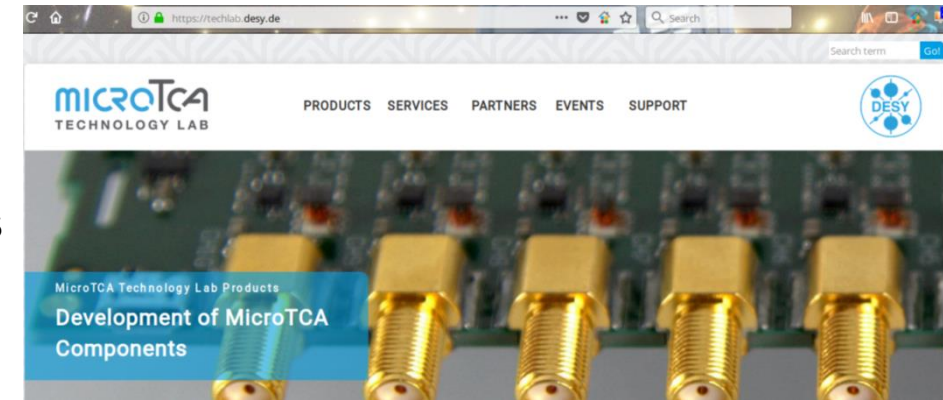 https://techlab.desy.de
Search
Search term
Go!
MicroTCA
TECHNOLOGY LAB
PRODUCTS SERVICES PARTNERS EVENTS SUPPORT
DESY
MicroTCA Technology Lab Products
Development of MicroTCA
Components